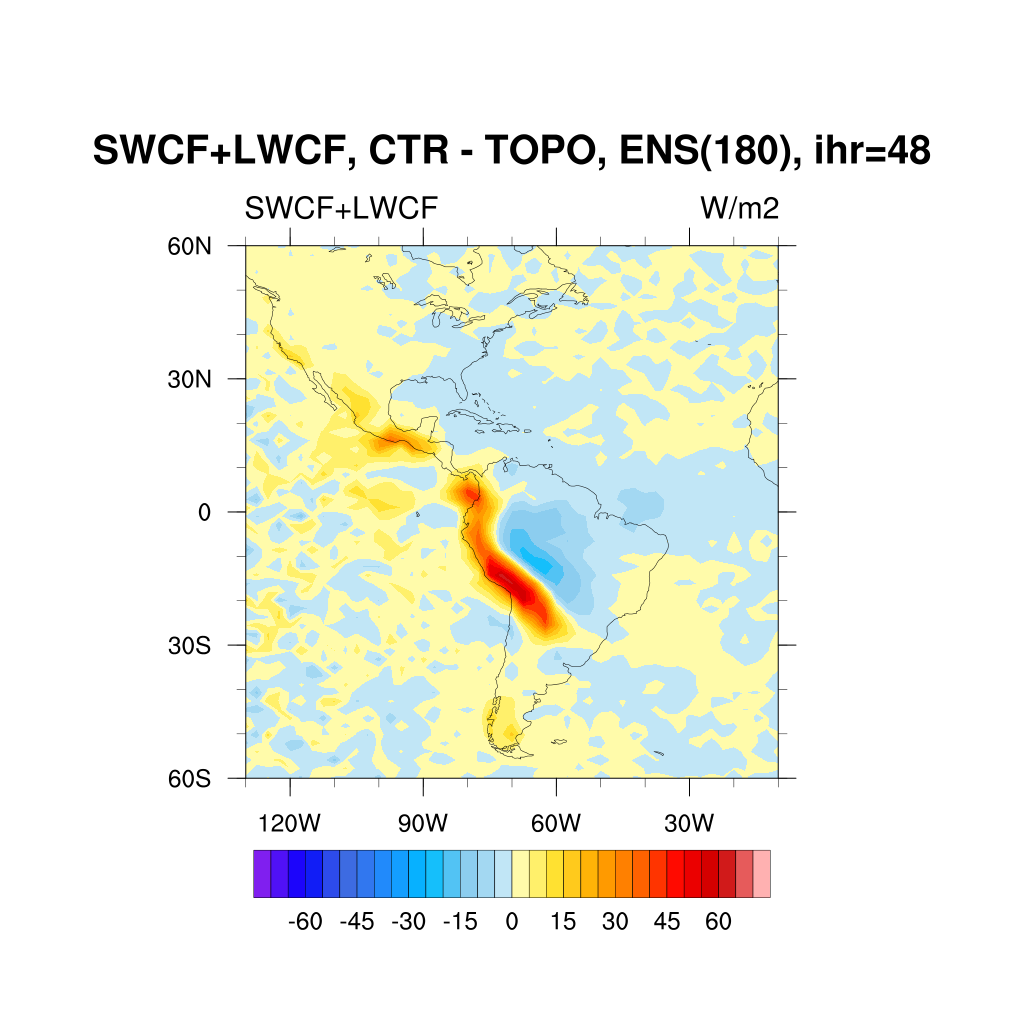 SWCF+LWCF, CTR - TOPO, ENS(180), ihr=48
SWCF+LWCF W/m2
60N
30N
0
30S
60S
120W 90W 60W 30W
-60 -45 -30 -15 0 15 30 45 60